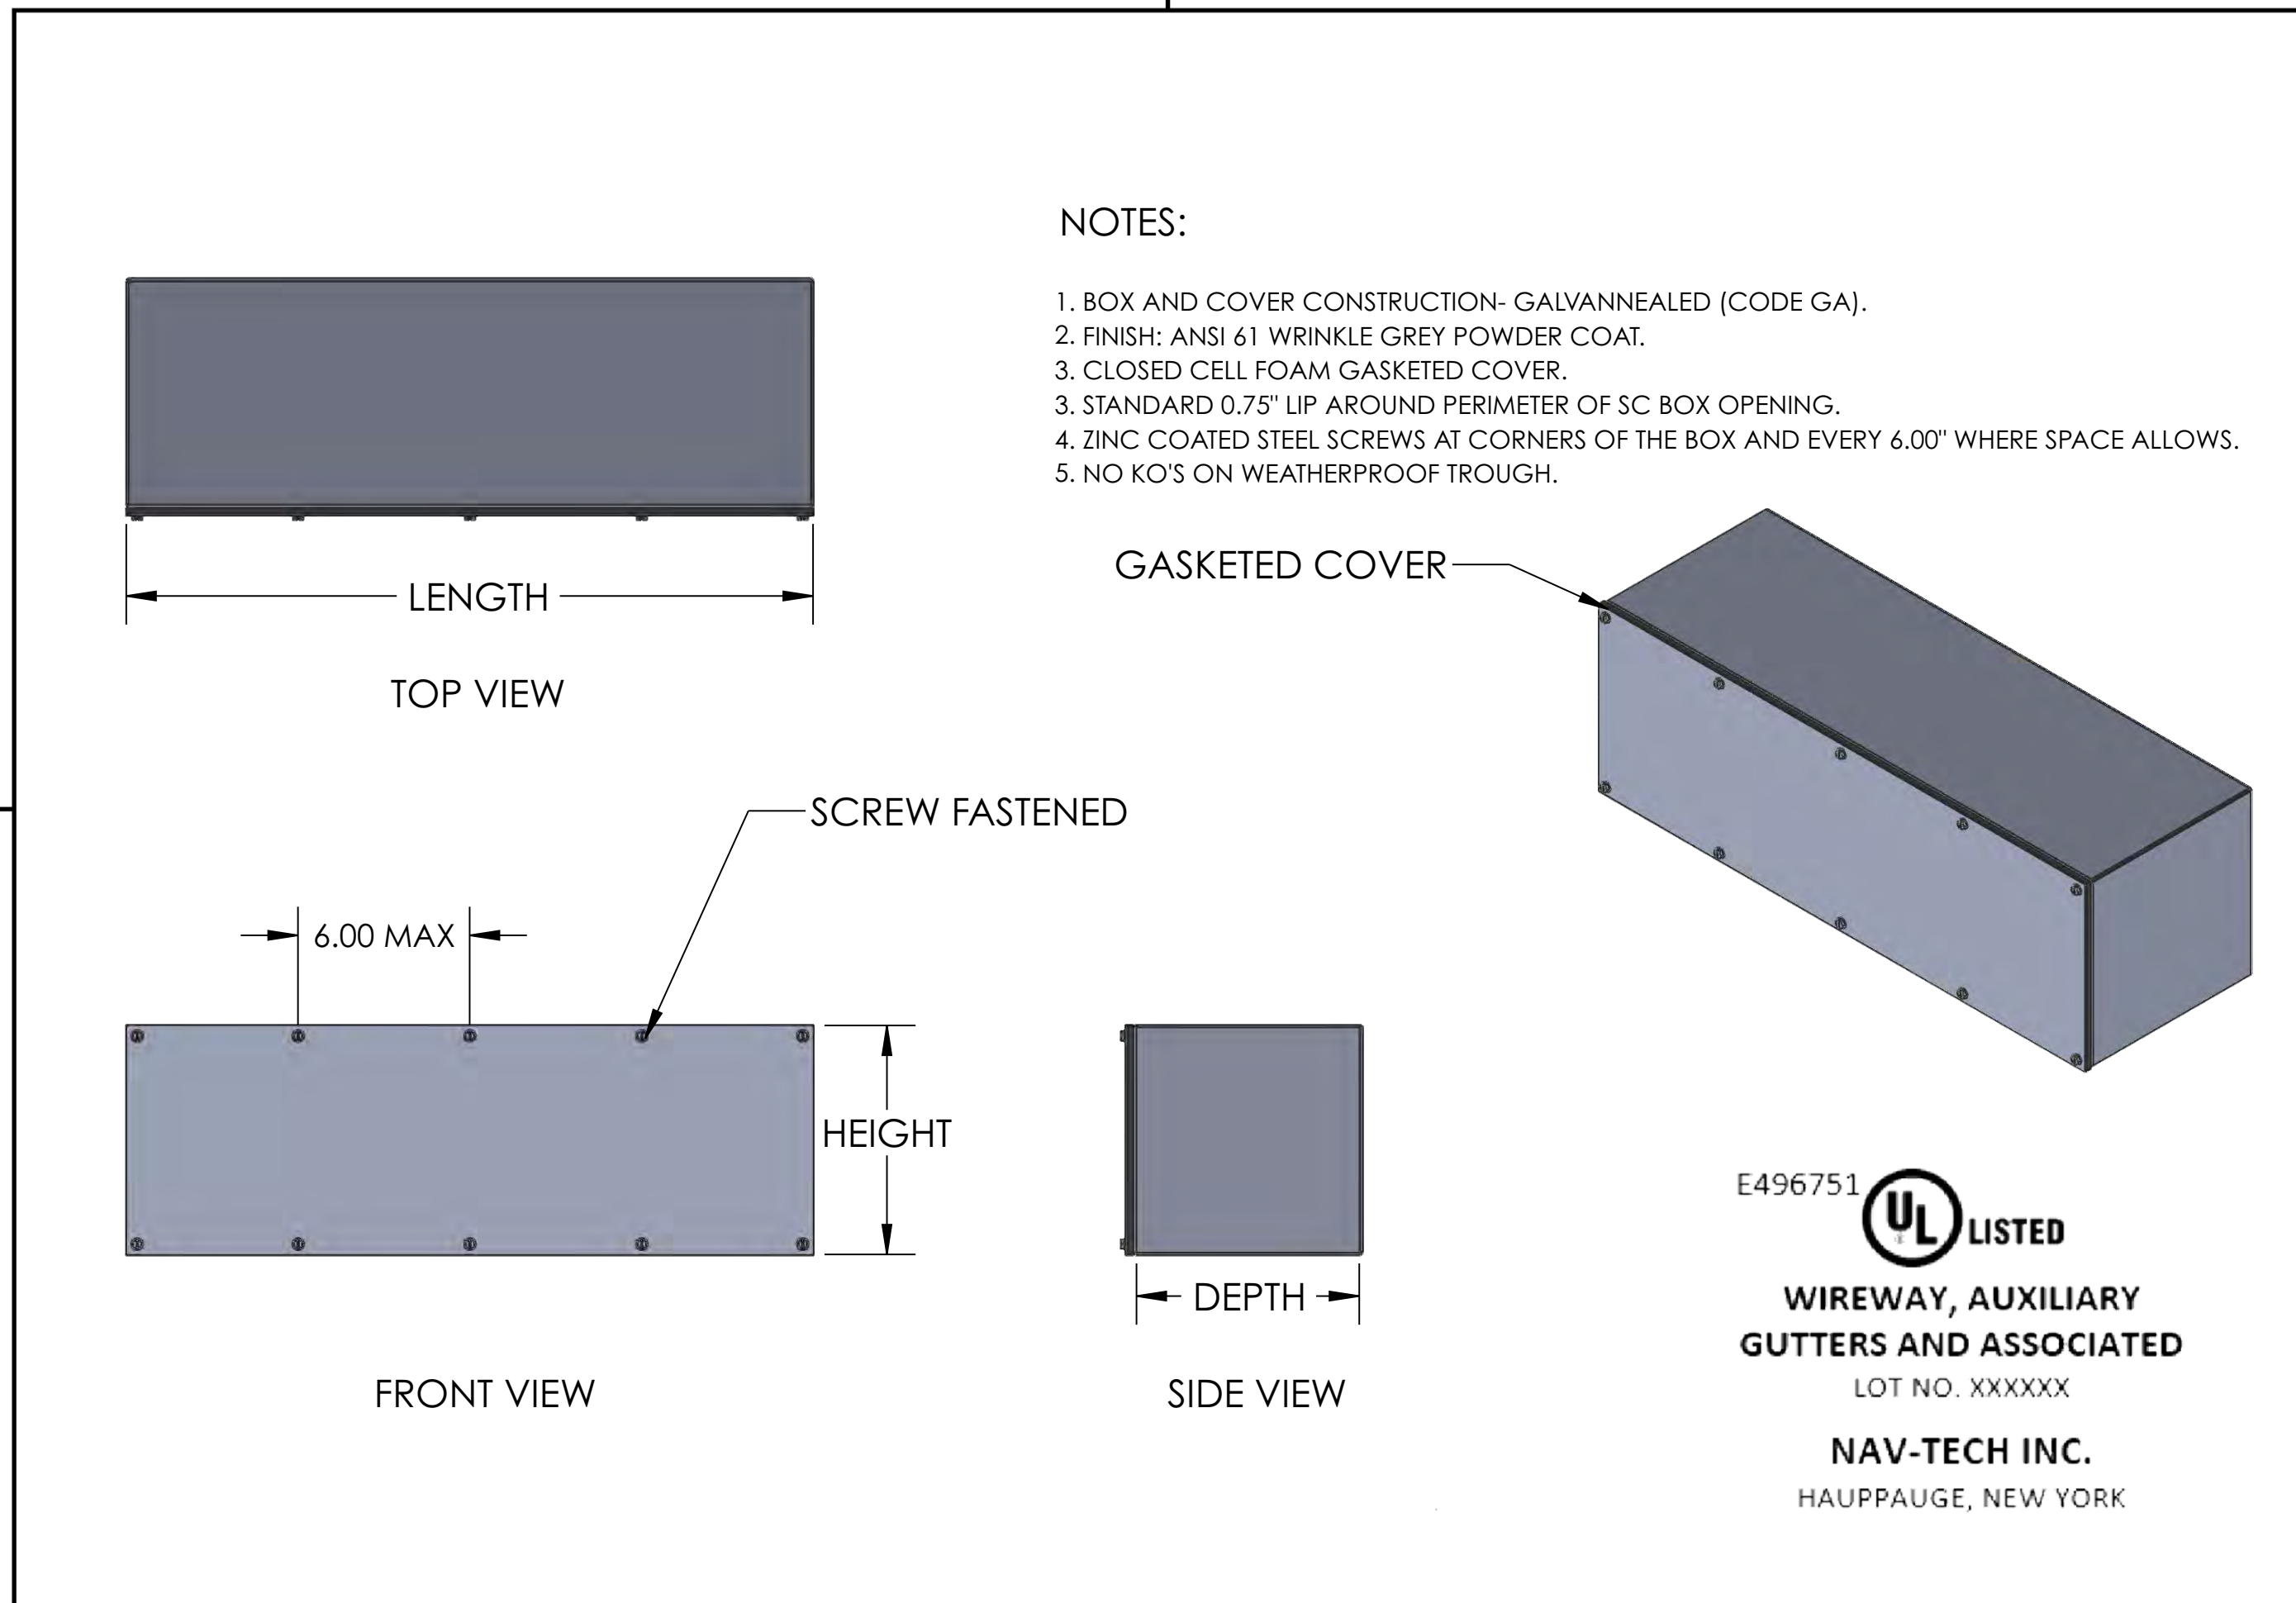 NOTES:
1. BOX AND COVER CONSTRUCTION- GALVANNEALED (CODE GA).
2. FINISH: ANSI 61 WRINKLE GREY POWDER COAT.
3. CLOSED CELL FOAM GASKETED COVER.
3. STANDARD 0.75" LIP AROUND PERIMETER OF SC BOX OPENING.
4. ZINC COATED STEEL SCREWS AT CORNERS OF THE BOX AND EVERY 6.00" WHERE SPACE ALLOWS.
5. NO KO'S ON WEATHERPROOF TROUGH.
GASKETED COVER
LENGTH
TOP VIEW
SCREW FASTENED
6.00 MAX
HEIGHT
DEPTH
FRONT VIEW
SIDE VIEW
E496751
UL ® LISTED
WIREWAY, AUXILIARY
GUTTERS AND ASSOCIATED
LOT NO. XXXXXX
NAV-TECH INC.
HAUPPAUGE, NEW YORK